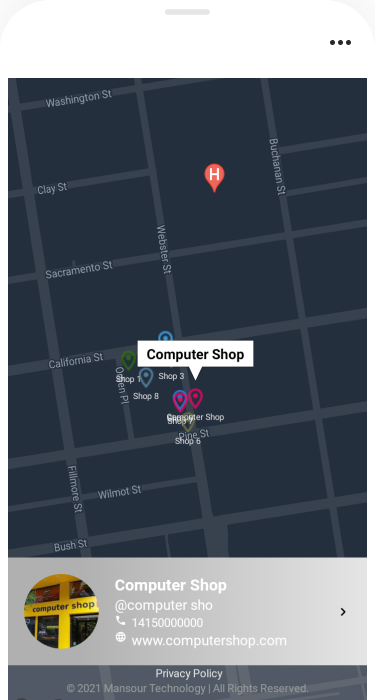 Washington St
Buchanan St
Clay St
H
Webster St
Sacramento St
Computer Shop
California St
Shop 1
Shop 3
Octavia Pl
Shop 8
Computer Shop
Pine St
Shop 6
Fillmore St
Wilmot St
Bush St
computer shop
Computer Shop
@computer sho
14150000000
www.computershop.com
Privacy Policy
© 2021 Mansour Technology | All Rights Reserved.